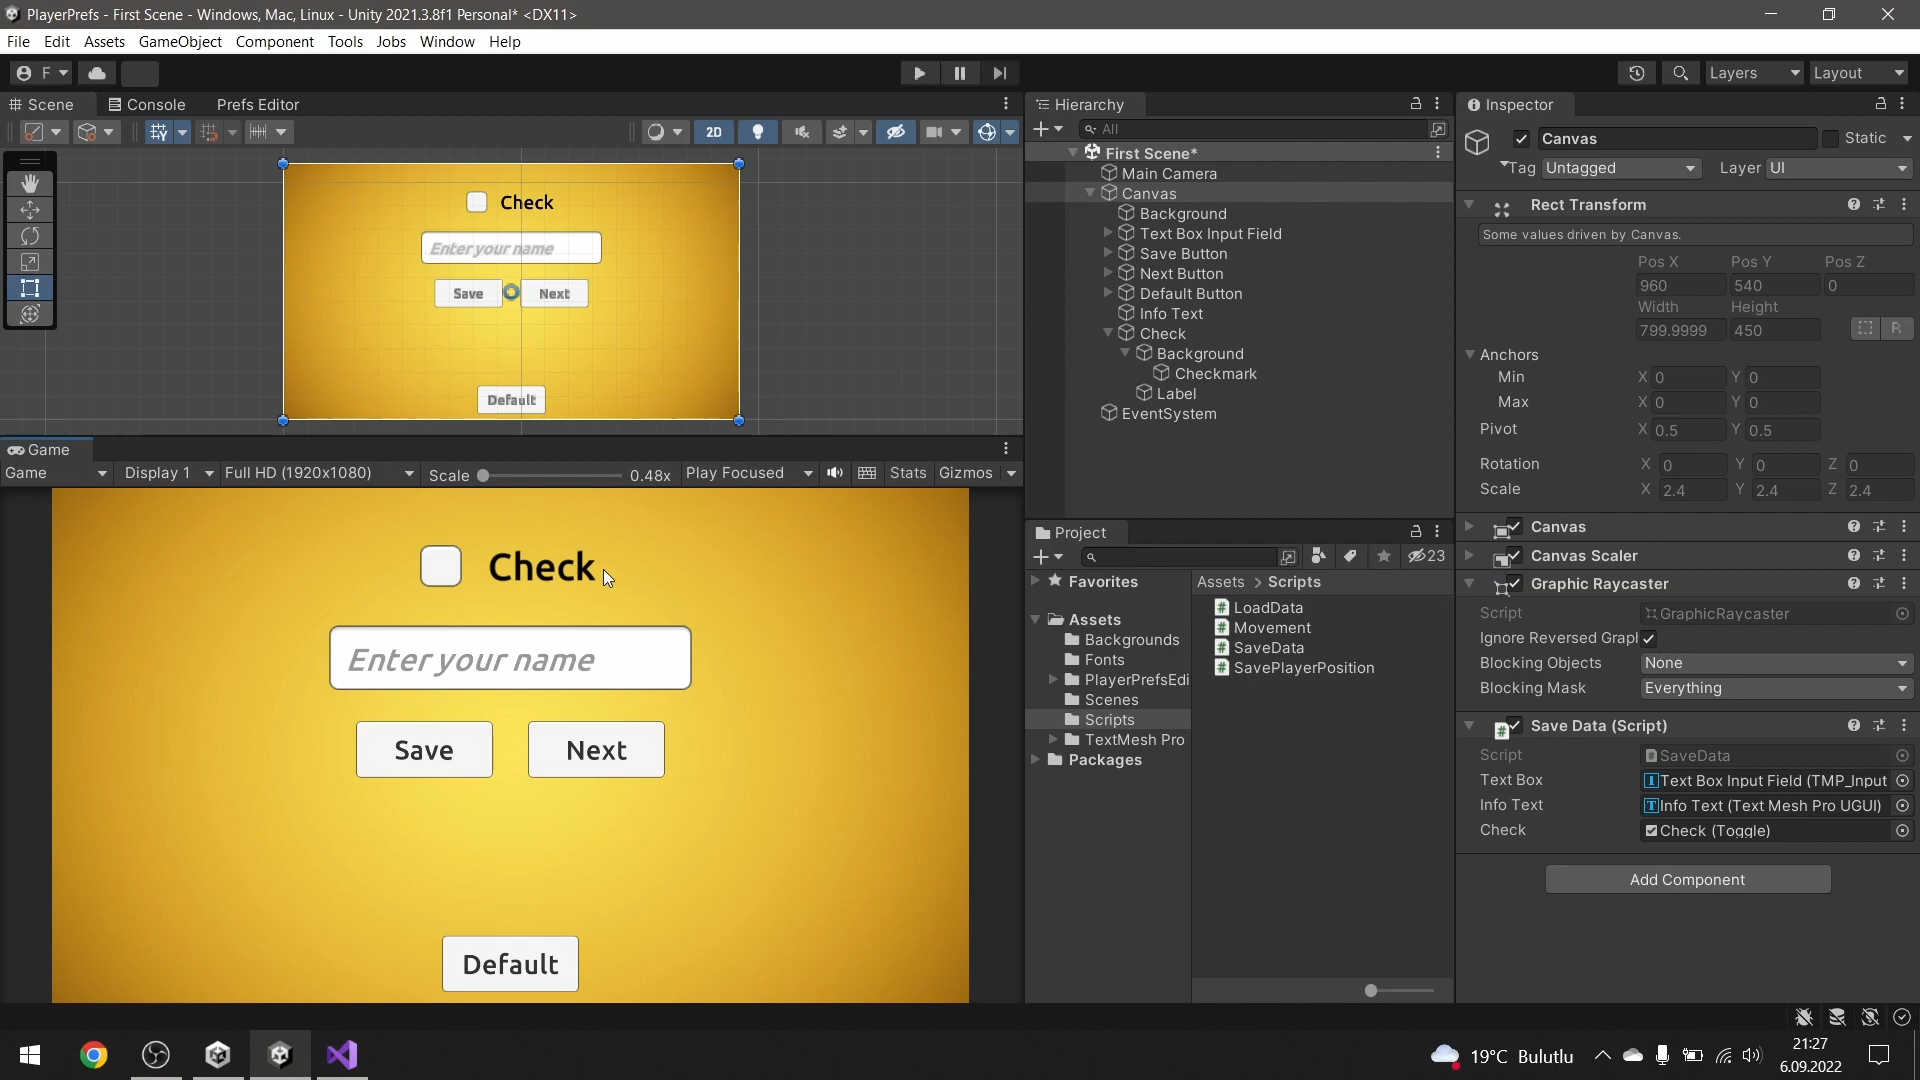 PlayerPrefs - First Scene - Windows, Mac, Linux - Unity 2021.3.8f1 Personal* <DX11>
File Edit Assets GameObject Component Tools Jobs Window Help
F
Layers
Layout
Scene
Console
Prefs Editor
2D
Check
Enter your name
Save
Next
Default
Game
Game
Display 1
Full HD (1920x1080)
Scale
0.48x
Play Focused
Stats
Gizmos
Check
Enter your name
Save
Next
Default
Hierarchy
All
First Scene*
Main Camera
Canvas
Background
Text Box Input Field
Save Button
Next Button
Default Button
Info Text
Check
Background
Checkmark
Label
EventSystem
Project
23
Favorites
Assets
Backgrounds
Fonts
PlayerPrefsEdi
Scenes
Scripts
TextMesh Pro
Packages
Assets > Scripts
LoadData
Movement
SaveData
SavePlayerPosition
Inspector
Canvas
Static
Tag Untagged
Layer UI
Rect Transform
Some values driven by Canvas.
Pos X Pos Y Pos Z
960 540 0
Width Height
799.9999 450
R
Anchors
Min X 0 Y 0
Max X 0 Y 0
Pivot X 0.5 Y 0.5
Rotation X 0 Y 0 Z 0
Scale X 2.4 Y 2.4 Z 2.4
Canvas
Canvas Scaler
Graphic Raycaster
Script GraphicRaycaster
Ignore Reversed Grapl
Blocking Objects None
Blocking Mask Everything
Save Data (Script)
Script SaveData
Text Box Text Box Input Field (TMP_Input
Info Text Info Text (Text Mesh Pro UGUI)
Check Check (Toggle)
Add Component
19°C Bulutlu
21:27
6.09.2022